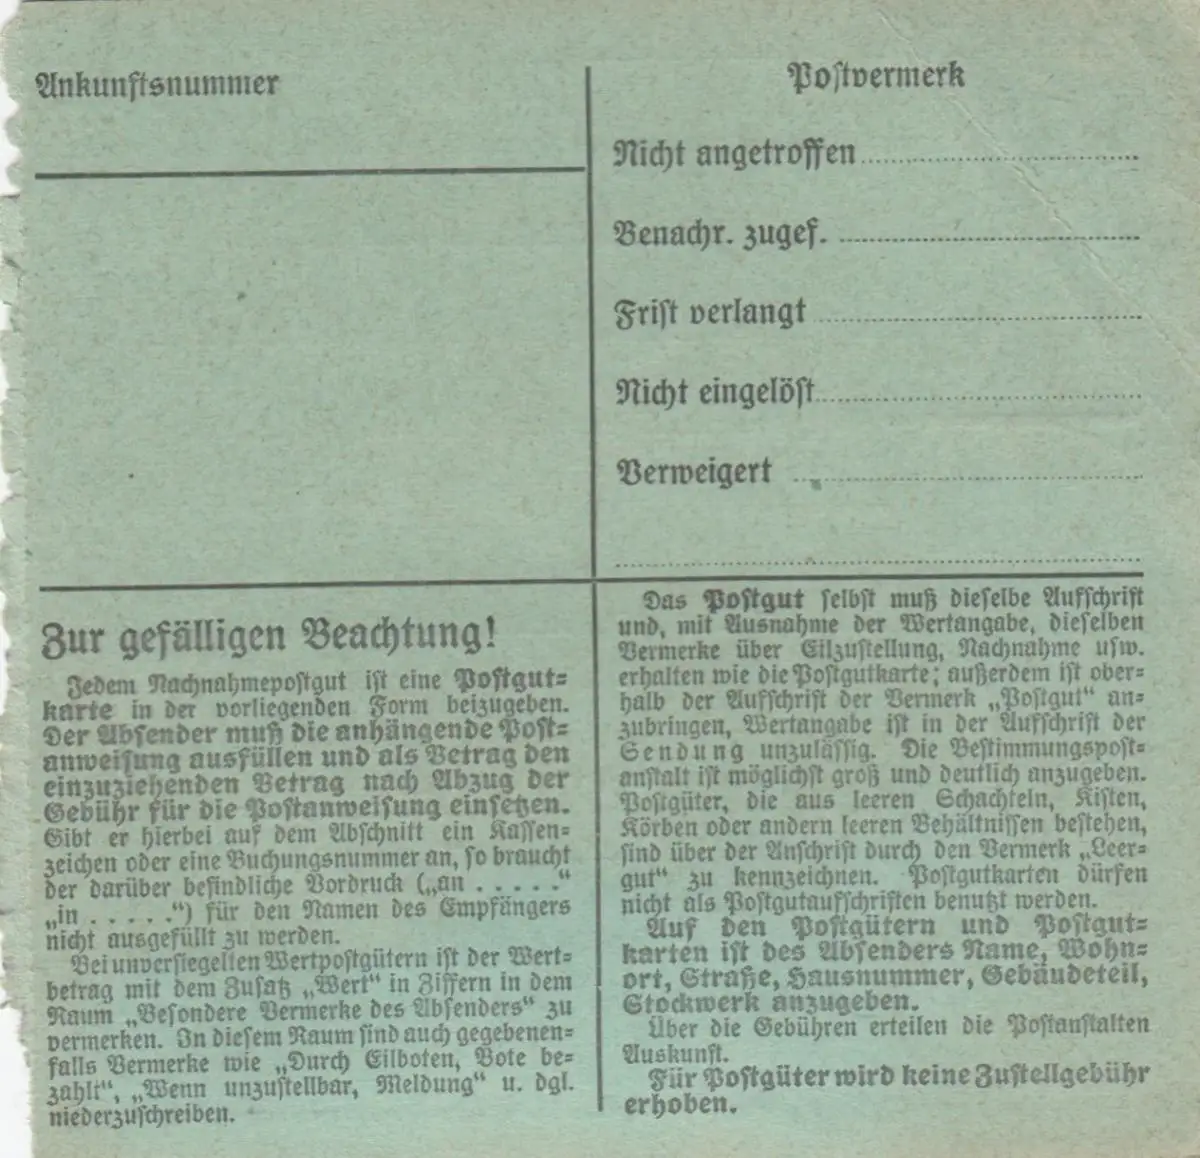 Ankunftsnummer
Postvermerk
Nicht angetroffen
Benachr. zugef.
Frist verlangt
Nicht eingelöst
Verweigert
Zur gefälligen Beachtung!
Jedem Nachnahmepostgut ist eine Postgut=
karte in der vorliegenden Form beizugeben.
Der Absender muß die anhängende Post=
anweisung ausfüllen und als Betrag den
einzuziehenden Betrag nach Abzug der
Gebühr für die Postanweisung einsetzen.
Gibt er hierbei auf dem Abschnitt ein Kassen=
zeichen oder eine Buchungsnummer an, so braucht
der darüber befindliche Vordruck („an . . . . .“
„in . . . . .“) für den Namen des Empfängers
nicht ausgefüllt zu werden.
Bei unversiegelten Wertpostgütern ist der Wert=
betrag mit dem Zusatz „Wert“ in Ziffern in dem
Raum „Besondere Vermerke des Absenders“ zu
vermerken. In diesem Raum sind auch gegebenen=
falls Vermerke wie „Durch Eilboten, Bote be=
zahlt“, „Wenn unzustellbar, Meldung“ u. dgl.
niederzuschreiben.
Das Postgut selbst muß dieselbe Aufschrift
und, mit Ausnahme der Wertangabe, dieselben
Vermerke über Eilzustellung, Nachnahme usw.
erhalten wie die Postgutkarte; außerdem ist ober=
halb der Aufschrift der Vermerk „Postgut“ an=
zubringen, Wertangabe ist in der Aufschrift der
Sendung unzulässig. Die Bestimmungspost=
anstalt ist möglichst groß und deutlich anzugeben.
Postgüter, die aus leeren Schachteln, Kisten,
Körben oder andern leeren Behältnissen bestehen,
sind über der Anschrift durch den Vermerk „Leer=
gut“ zu kennzeichnen. Postgutkarten dürfen
nicht als Postgutaufschriften benutzt werden.
Auf den Postgütern und Postgut=
karten ist des Absenders Name, Wohn=
ort, Straße, Hausnummer, Gebäudeteil,
Stockwerk anzugeben.
Über die Gebühren erteilen die Postanstalten
Auskunft.
Für Postgüter wird keine Zustellgebühr
erhoben.